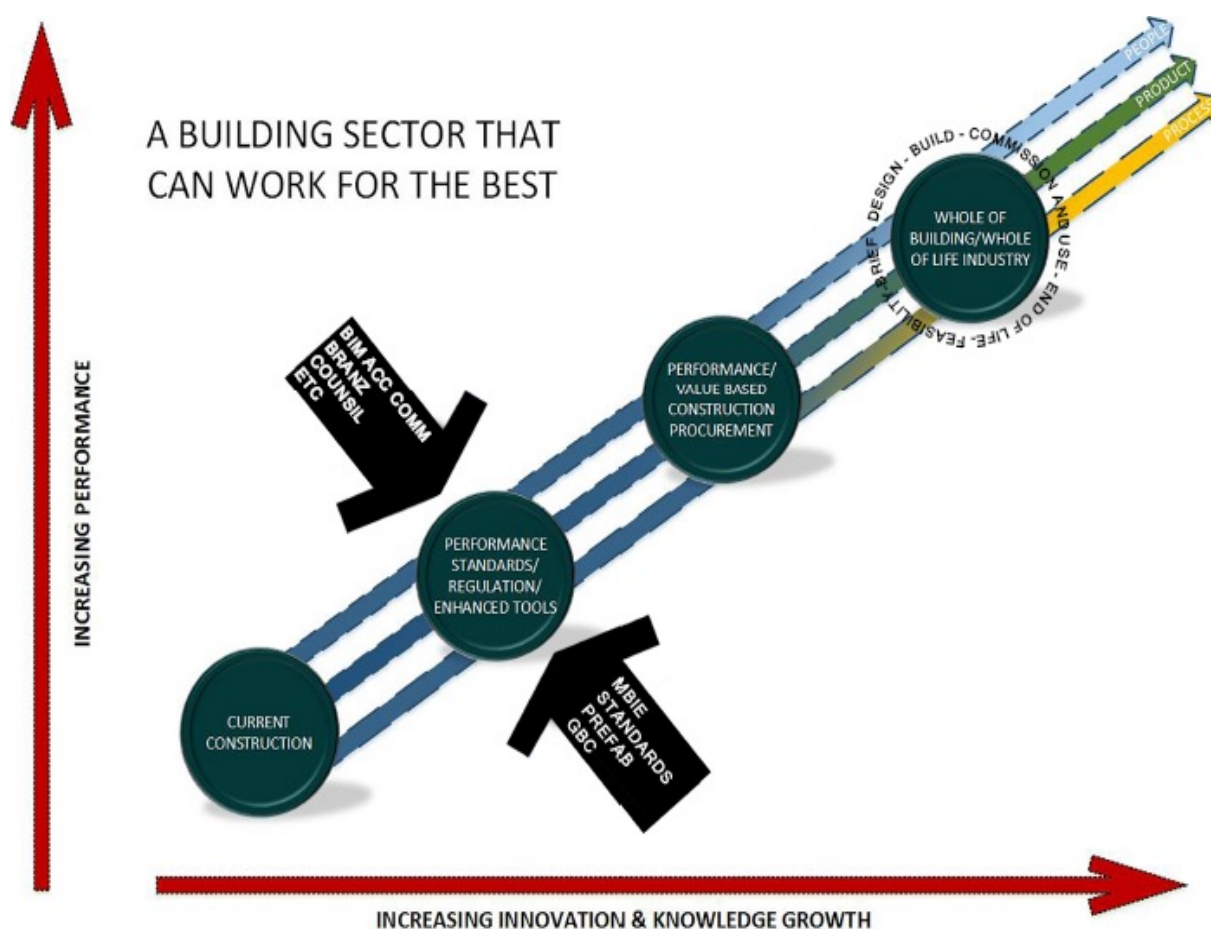 A BUILDING SECTOR THAT
CAN WORK FOR THE BEST
PEOPLE
PRODUCT
PROCESS
FEASIBILITY-BRIEF - DESIGN - BUILD - COMMISSION AND USE - END OF LIFE-
WHOLE OF
BUILDING/WHOLE
OF LIFE INDUSTRY
PERFORMANCE/
VALUE BASED
CONSTRUCTION
PROCUREMENT
BIM ACC COMM
BRANZ
COUNSIL
ETC
PERFORMANCE
STANDARDS/
REGULATION/
ENHANCED TOOLS
MBIE
STANDARDS
PREFAB
GBC
CURRENT
CONSTRUCTION
INCREASING PERFORMANCE
INCREASING INNOVATION & KNOWLEDGE GROWTH